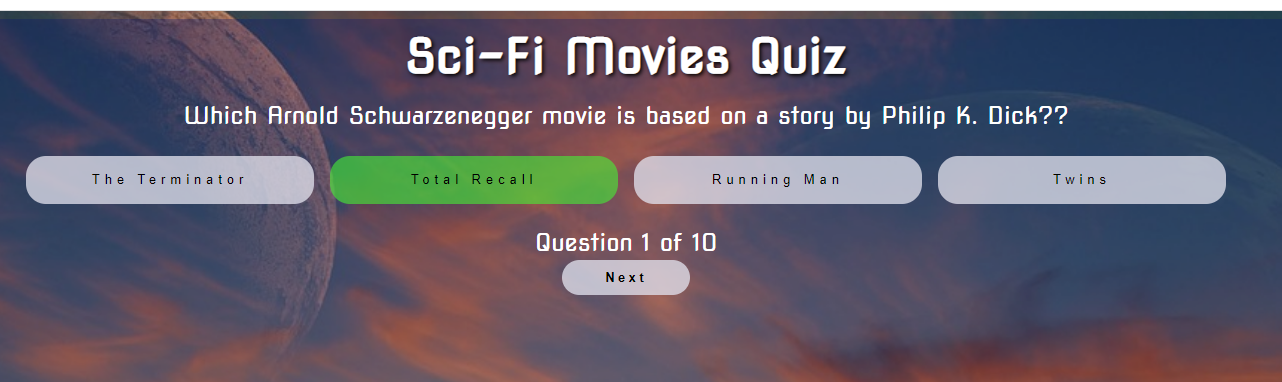 Sci-Fi Movies Quiz
Which Arnold Schwarzenegger movie is based on a story by Philip K. Dick??
The Terminator
Total Recall
Running Man
Twins
Question 1 of 10
Next